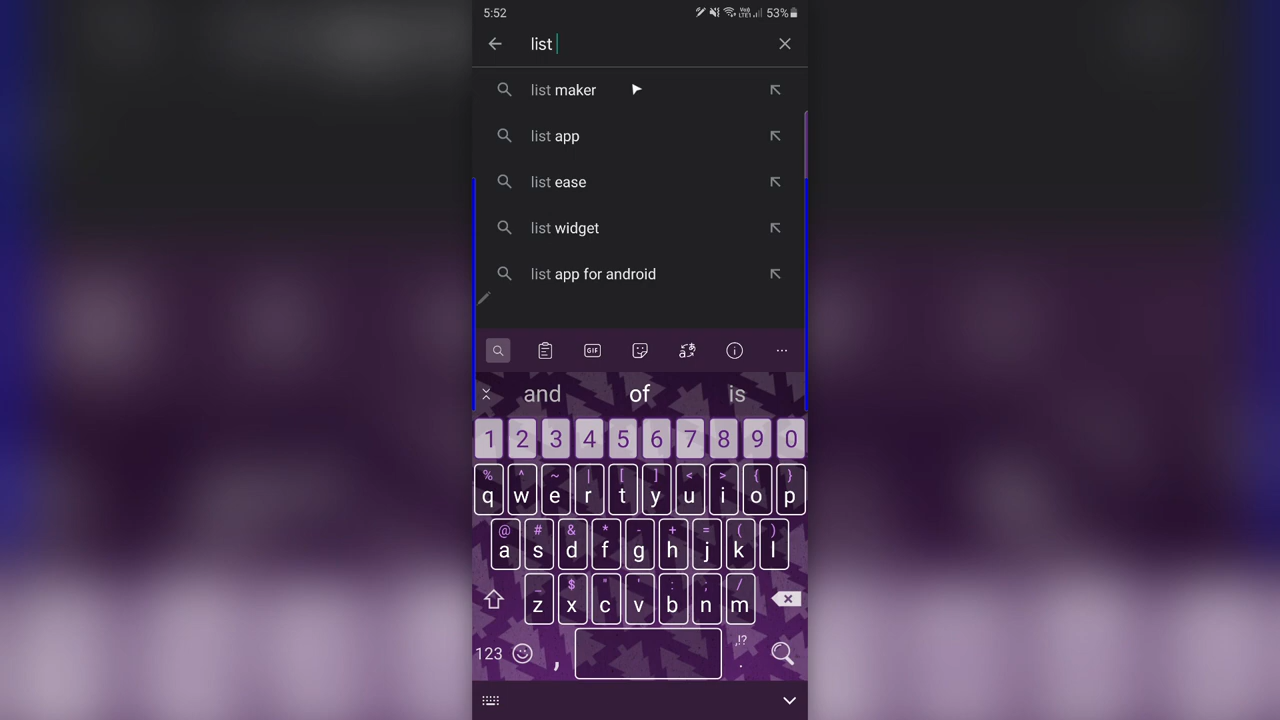 5:52 53%
list
list maker
list app
list ease
list widget
list app for android
GIF
and of is
1 2 3 4 5 6 7 8 9 0
% ^ ~ | [ ] < > { }
q w e r t y u i o p
@ # & * - + = ( )
a s d f g h j k l
_ $ " ' : ; /
z x c v b n m
123 , ,!? .